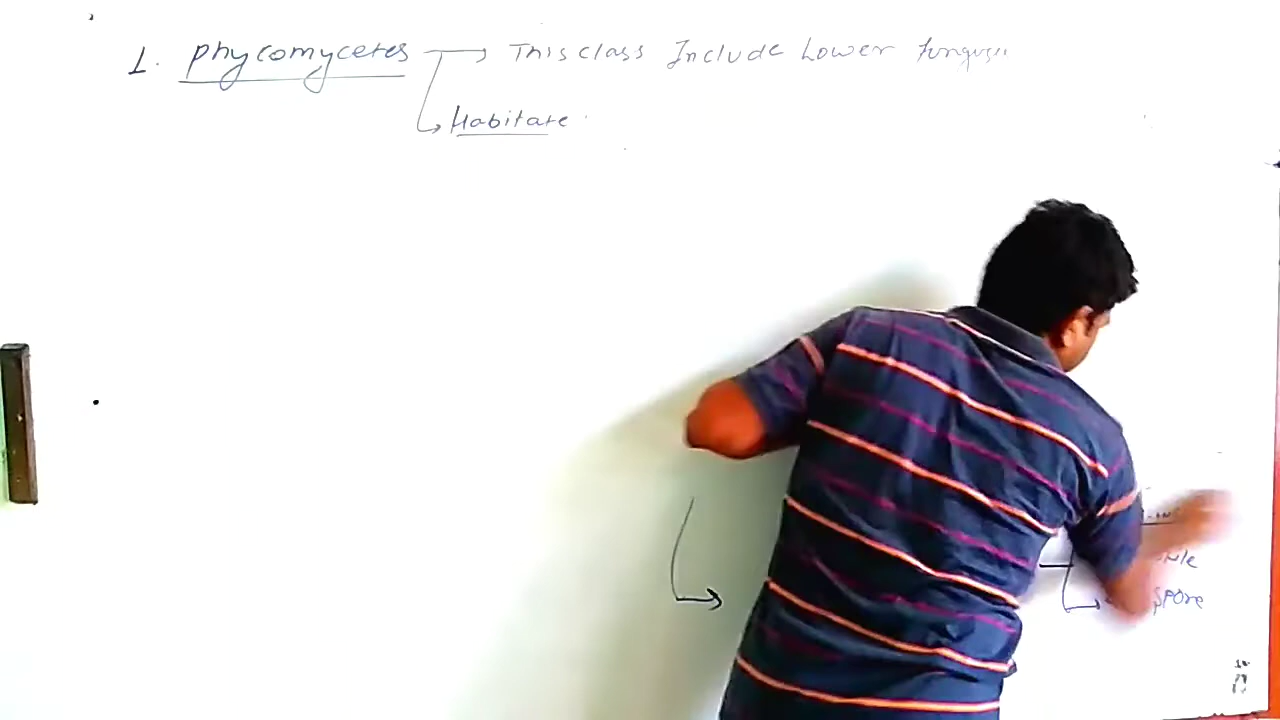 1. Phycomycetes → This class Include Lower fungus
→ Habitate
spore